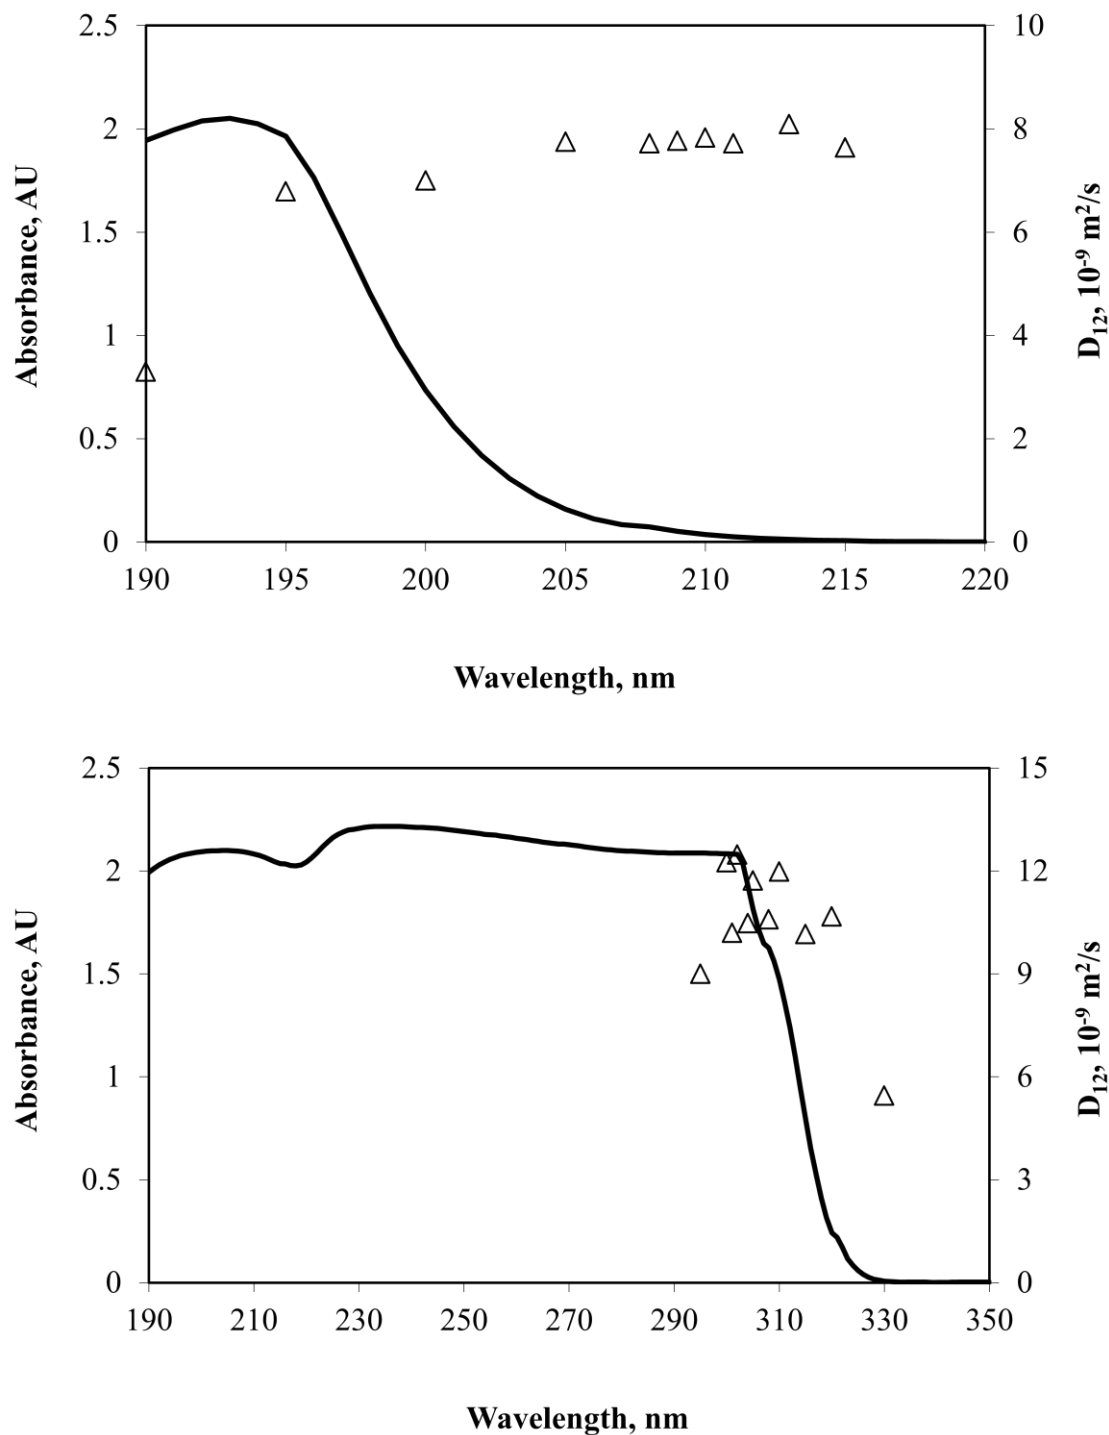 2.5 10
2 8
1.5 6
1 4
0.5 2
0 0
190 195 200 205 210 215 220
Absorbance, AU
D₁₂, 10⁻⁹ m²/s
Wavelength, nm
2.5 15
2 12
1.5 9
1 6
0.5 3
0 0
190 210 230 250 270 290 310 330 350
Absorbance, AU
D₁₂, 10⁻⁹ m²/s
Wavelength, nm